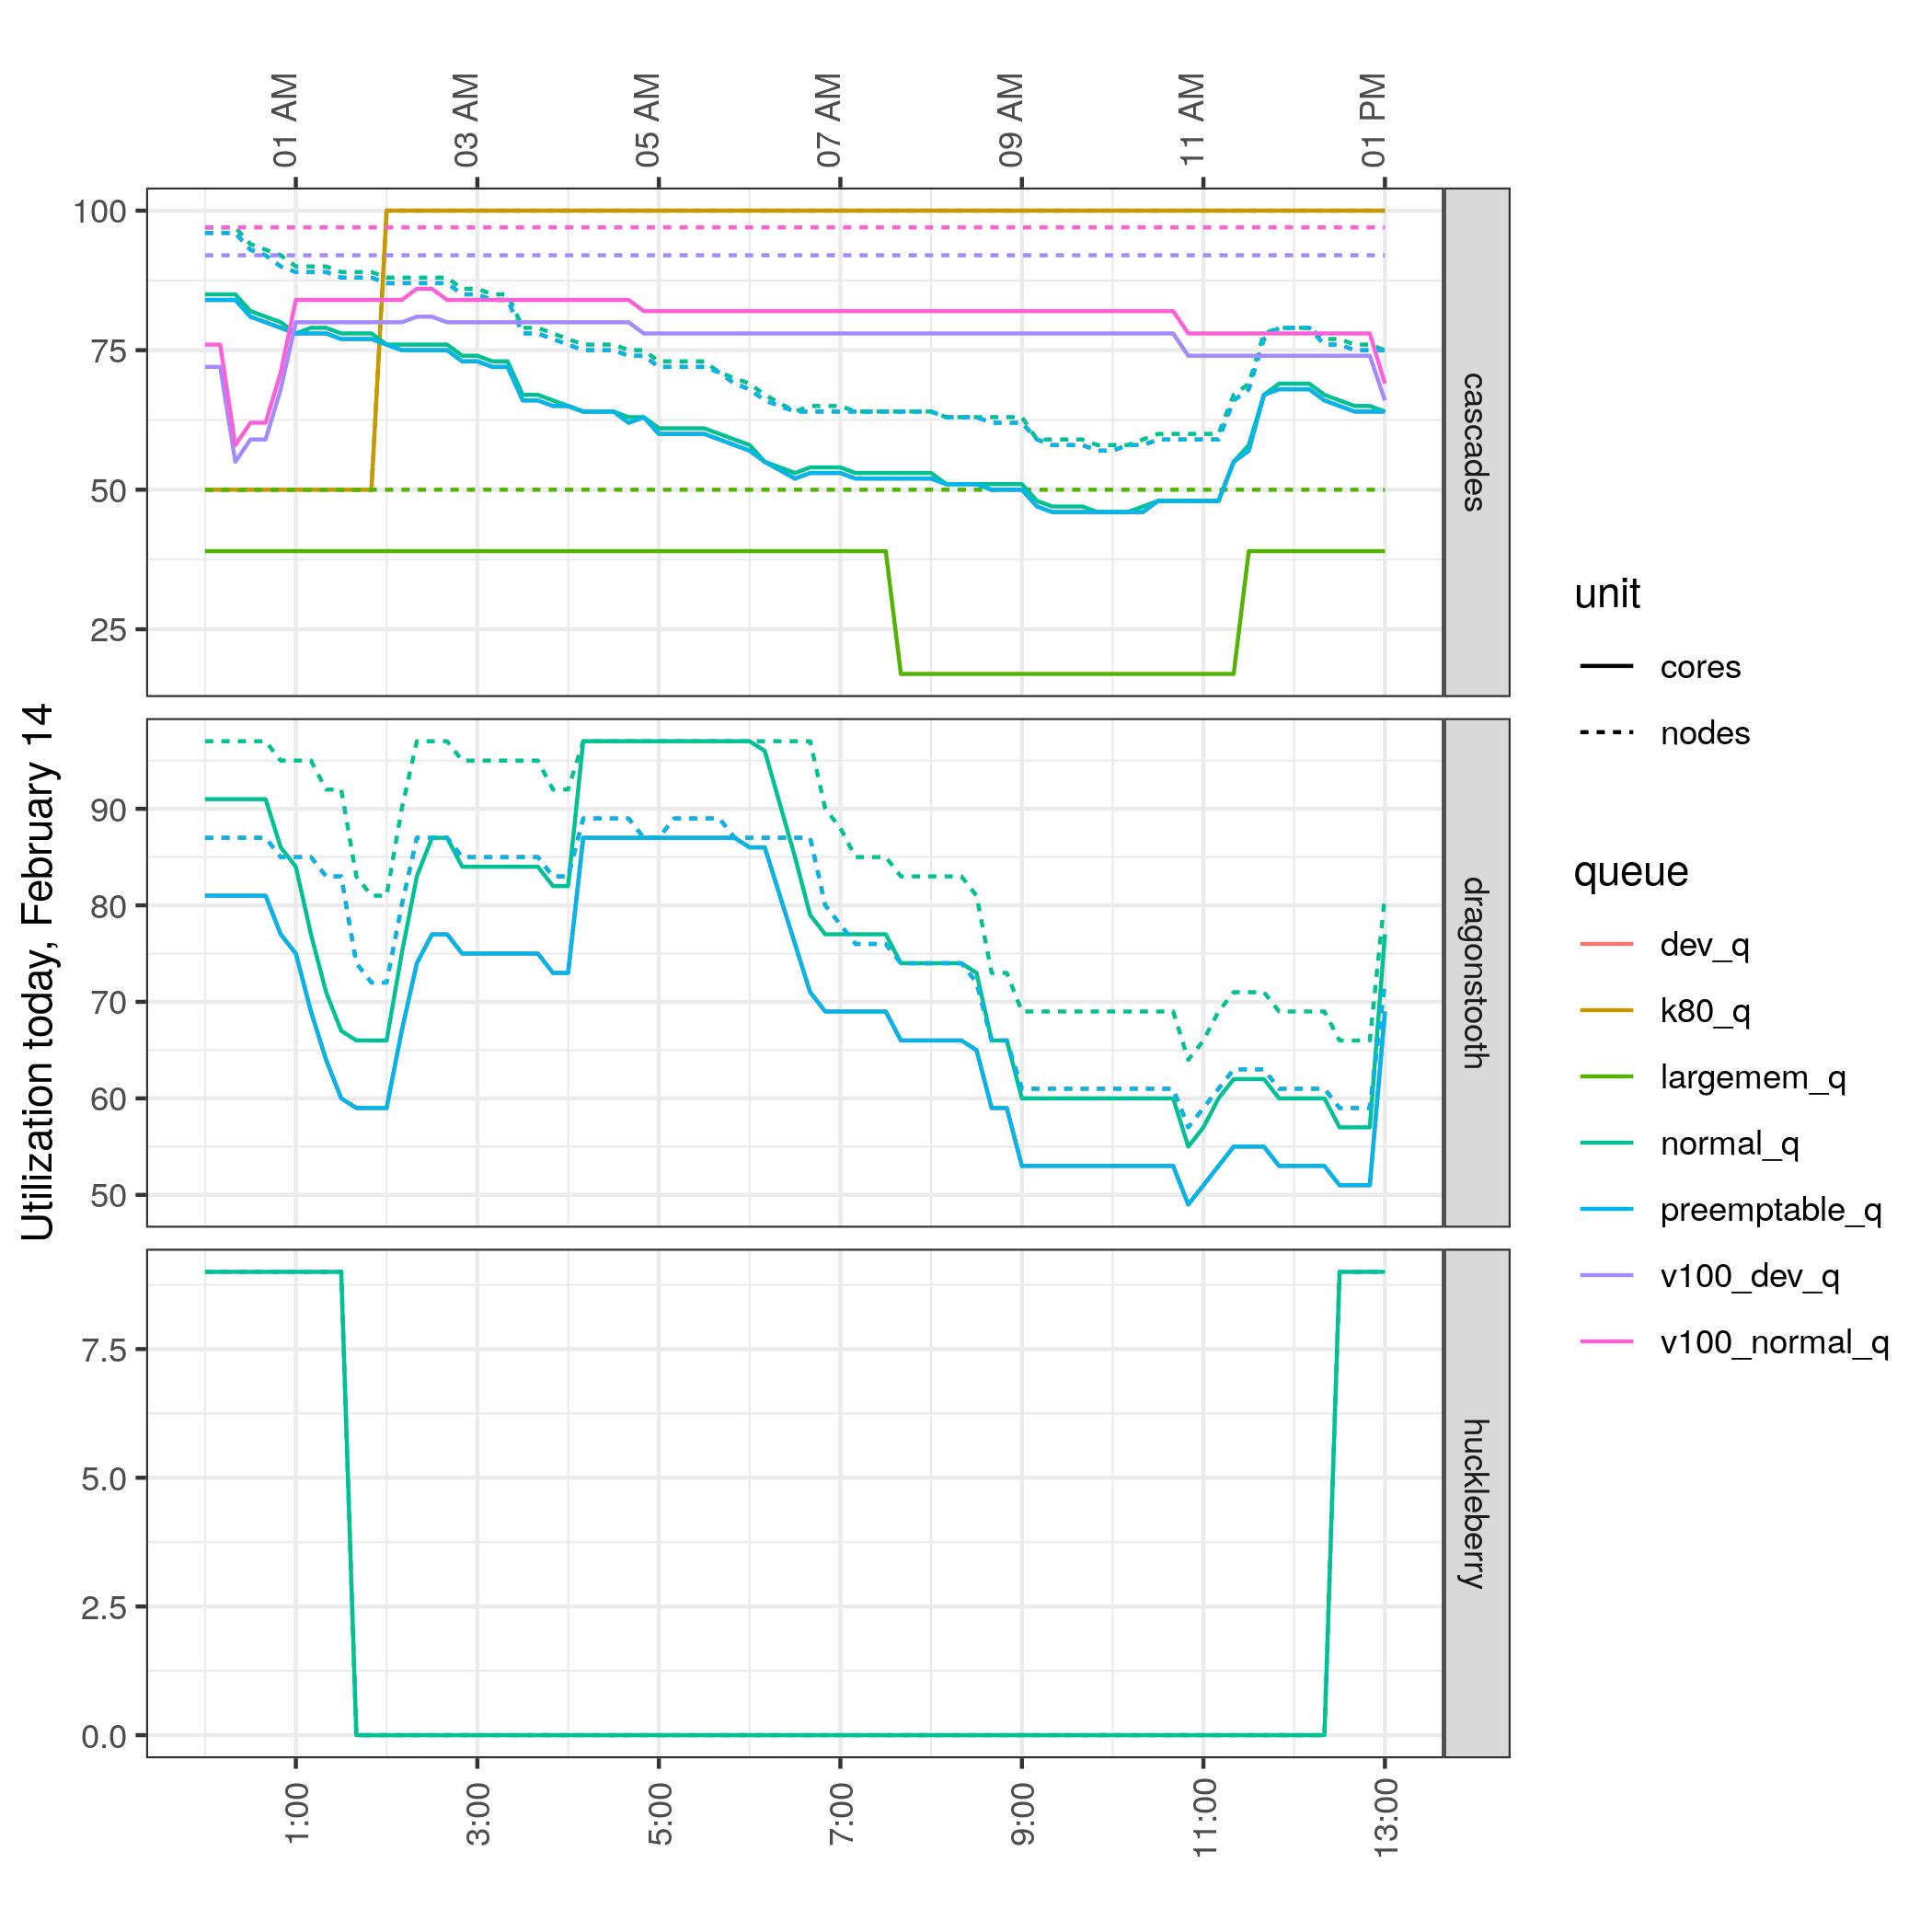 01 AM
03 AM
05 AM
07 AM
09 AM
11 AM
01 PM
Utilization today, February 14
100
75
50
25
cascades
90
80
70
60
50
dragonstooth
7.5
5.0
2.5
0.0
huckleberry
1:00
3:00
5:00
7:00
9:00
11:00
13:00
unit
cores
nodes
queue
dev_q
k80_q
largemem_q
normal_q
preemptable_q
v100_dev_q
v100_normal_q